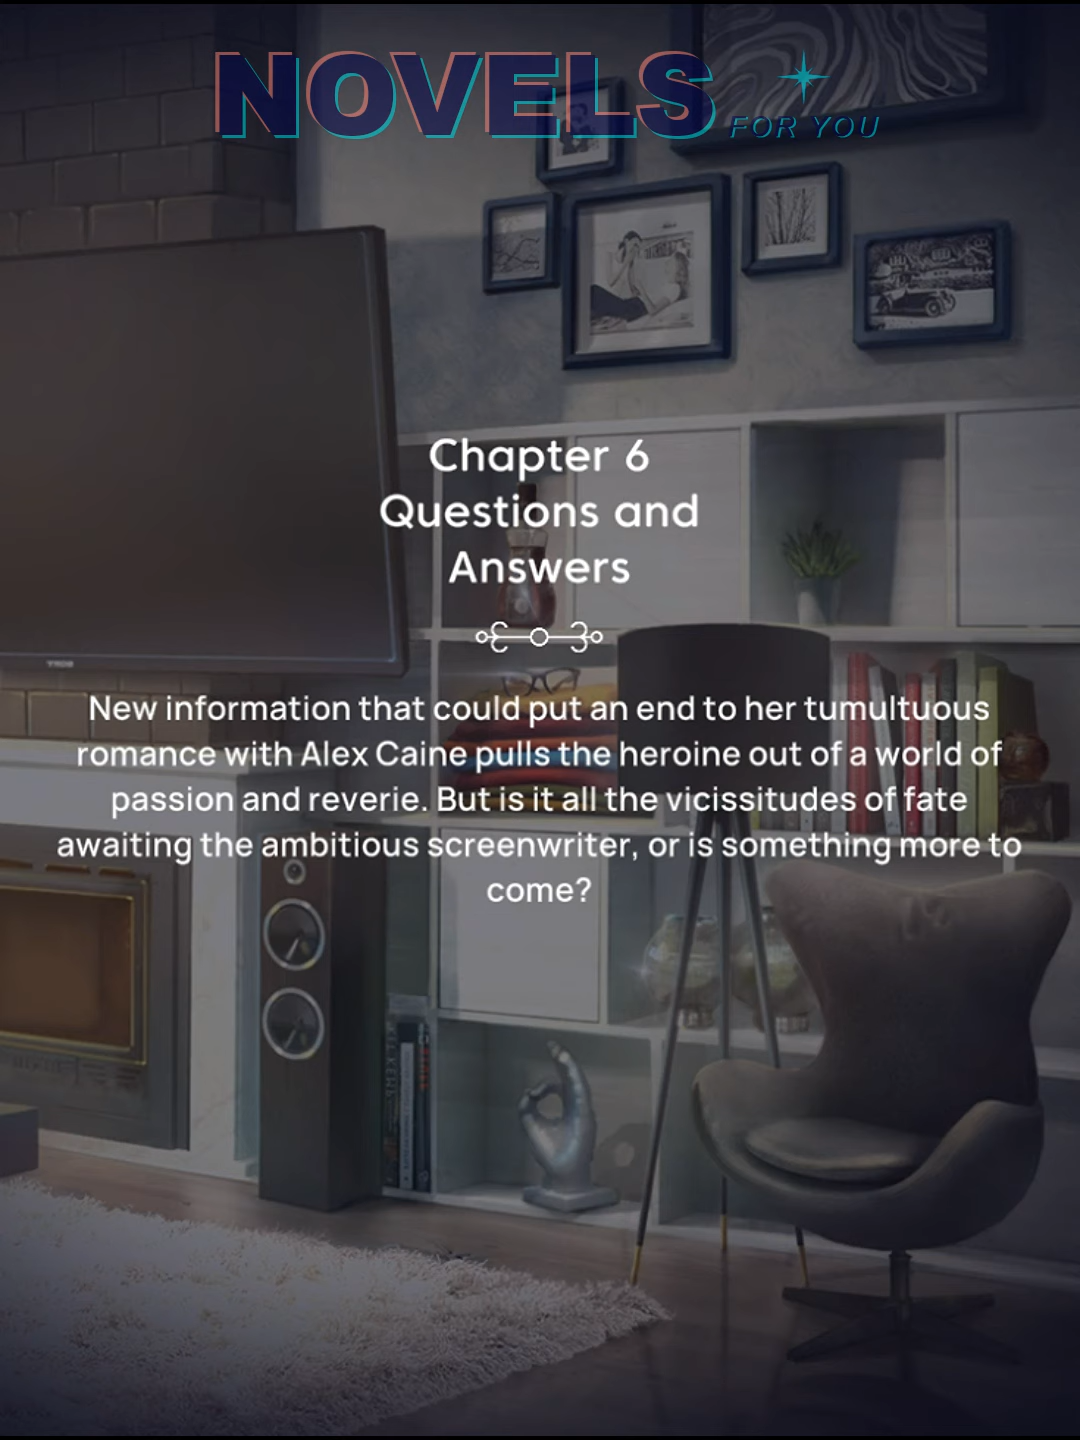 NOVELS
FOR YOU
Chapter 6
Questions and
Answers
New information that could put an end to her tumultuous
romance with Alex Caine pulls the heroine out of a world of
passion and reverie. But is it all the vicissitudes of fate
awaiting the ambitious screenwriter, or is something more to
come?